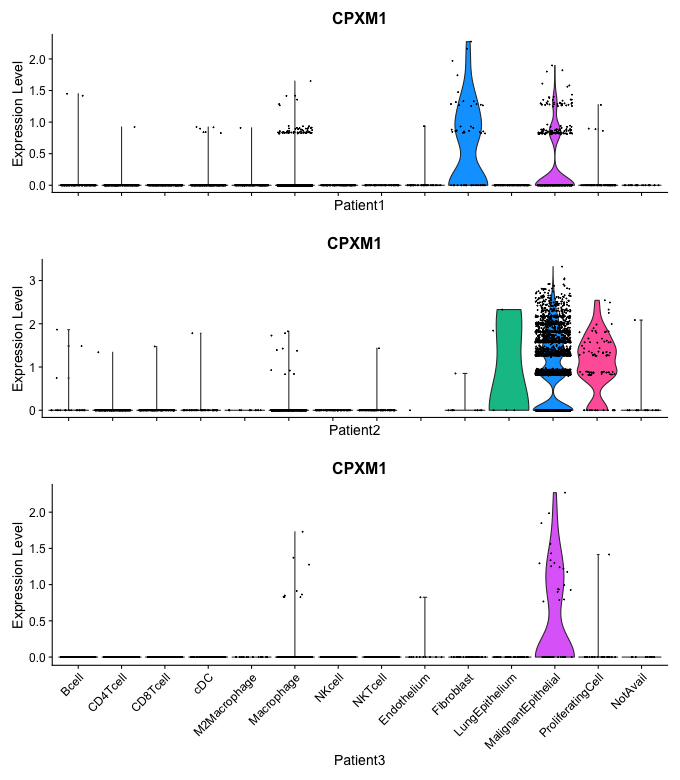 CPXM1
Expression Level
2.0
1.5
1.0
0.5
0.0
Patient1
CPXM1
Expression Level
3
2
1
0
Patient2
CPXM1
Expression Level
2.0
1.5
1.0
0.5
0.0
Bcell
CD4Tcell
CD8Tcell
cDC
M2Macrophage
Macrophage
NKcell
NKTcell
Endothelium
Fibroblast
LungEpithelium
MalignantEpithelial
ProliferatingCell
NotAvail
Patient3